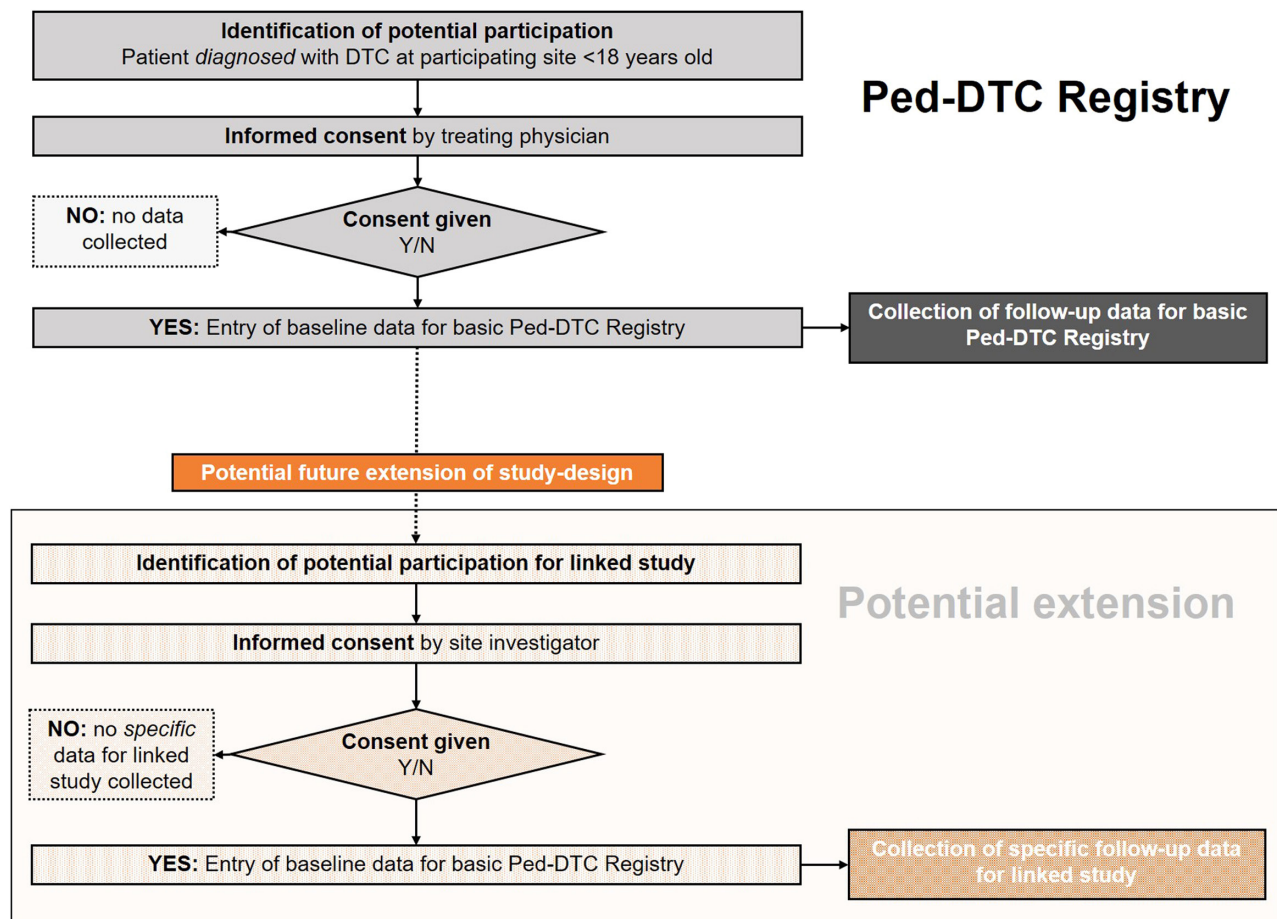 Identification of potential participation
Patient diagnosed with DTC at participating site <18 years old
Ped-DTC Registry
Informed consent by treating physician
NO: no data
collected
Consent given
Y/N
YES: Entry of baseline data for basic Ped-DTC Registry
Collection of follow-up data for basic
Ped-DTC Registry
Potential future extension of study-design
Identification of potential participation for linked study
Potential extension
Informed consent by site investigator
NO: no specific
data for linked
study collected
Consent given
Y/N
YES: Entry of baseline data for basic Ped-DTC Registry
Collection of specific follow-up data
for linked study